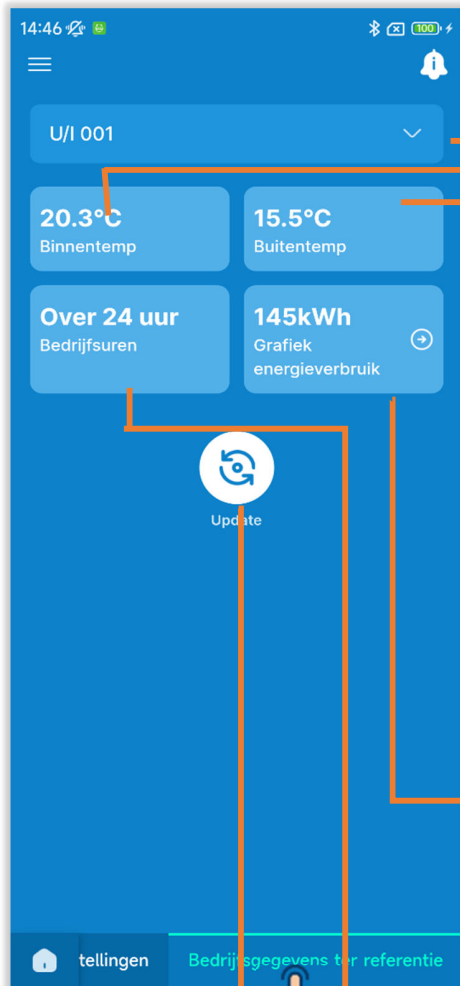 14:46
100
U/I 001
20.3°C
Binnentemp
15.5°C
Buitentemp
Over 24 uur
Bedrijfsuren
145kWh
Grafiek
energieverbruik
Update
tellingen
Bedrijfsgegevens ter referentie